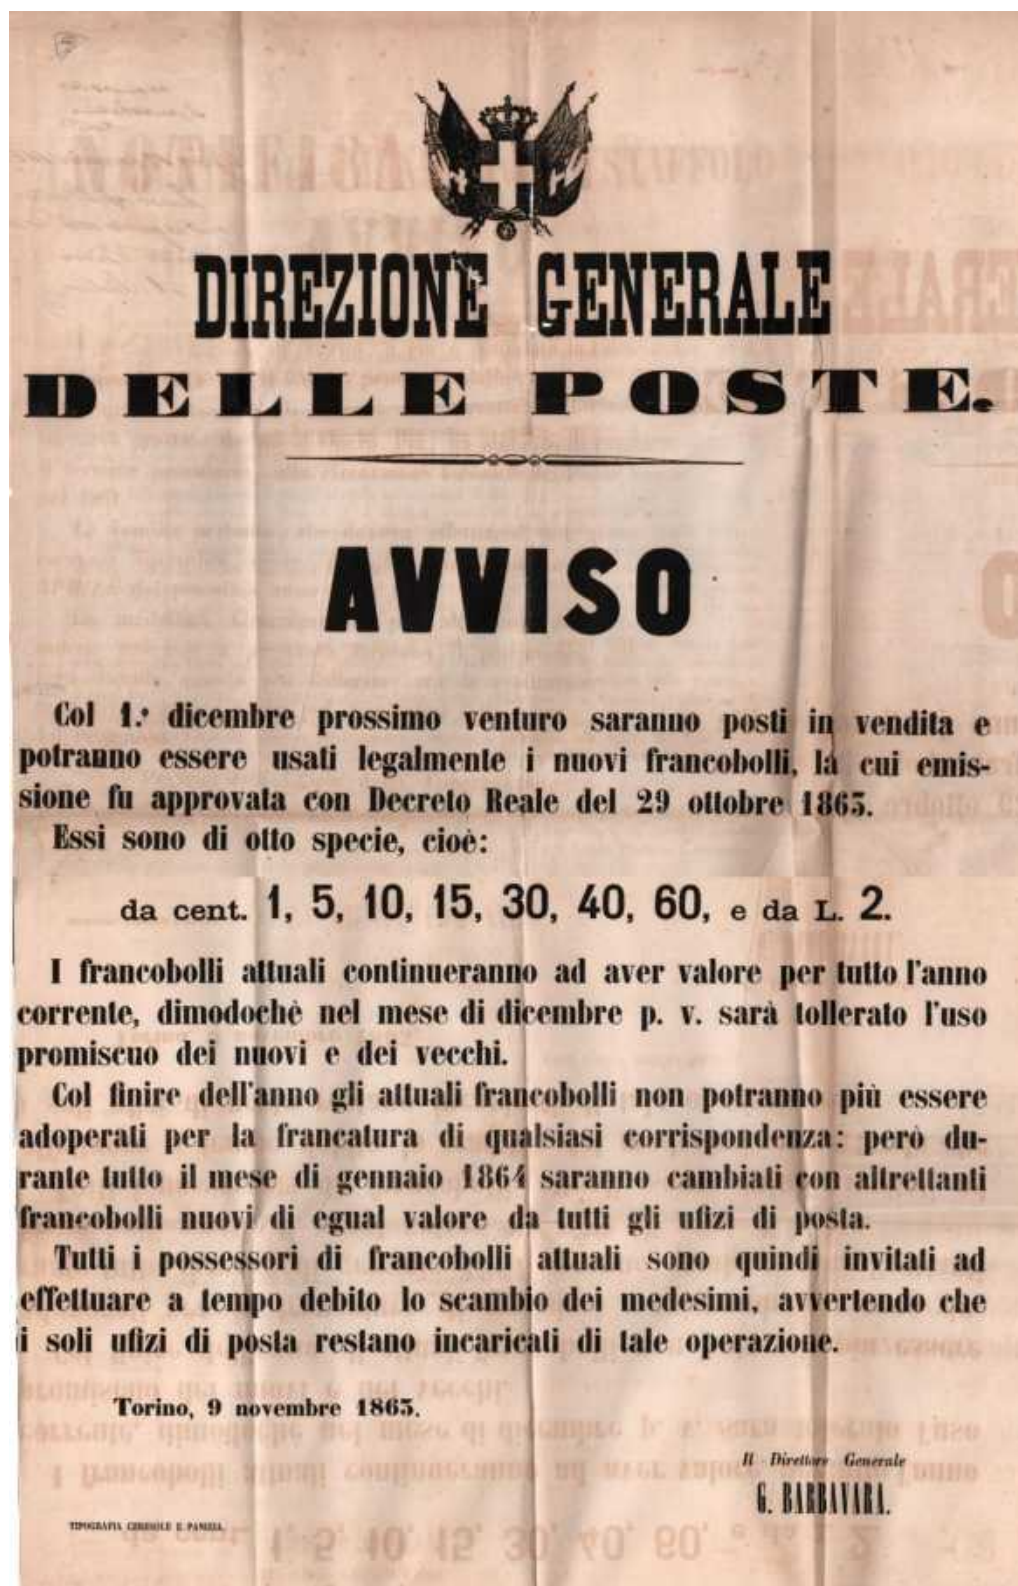 DIREZIONE GENERALE
DELLE POSTE.
AVVISO
Col 1.° dicembre prossimo venturo saranno posti in vendita e
potranno essere usati legalmente i nuovi francobolli, la cui emis-
sione fu approvata con Decreto Reale del 29 ottobre 1863.
Essi sono di otto specie, cioè:
da cent. 1, 5, 10, 15, 30, 40, 60, e da L. 2.
I francobolli attuali continueranno ad aver valore per tutto l'anno
corrente, dimodochè nel mese di dicembre p. v. sarà tollerato l'uso
promiscuo dei nuovi e dei vecchi.
Col finire dell'anno gli attuali francobolli non potranno più essere
adoperati per la francatura di qualsiasi corrispondenza: però du-
rante tutto il mese di gennaio 1864 saranno cambiati con altrettanti
francobolli nuovi di egual valore da tutti gli ufizi di posta.
Tutti i possessori di francobolli attuali sono quindi invitati ad
effettuare a tempo debito lo scambio dei medesimi, avvertendo che
i soli ufizi di posta restano incaricati di tale operazione.
Torino, 9 novembre 1863.
Il Direttore Generale
G. BARBAVARA.
TIPOGRAFIA CERESOLE E PANIZZA.